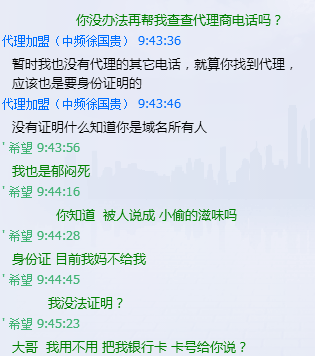 你没办法再帮我查查代理商电话吗？
代理加盟（中频徐国贵） 9:43:36
暂时我也没有代理的其它电话，就算你找到代理，
应该也是要身份证明的
代理加盟（中频徐国贵） 9:43:46
没有证明什么知道你是域名所有人
' 希望 9:43:56
我也是郁闷死
' 希望 9:44:16
你知道  被人说成 小偷的滋味吗
' 希望 9:44:28
身份证 目前我妈不给我
' 希望 9:44:45
我没法证明？
' 希望 9:45:23
大哥  我用不用 把我银行卡 卡号给你说？